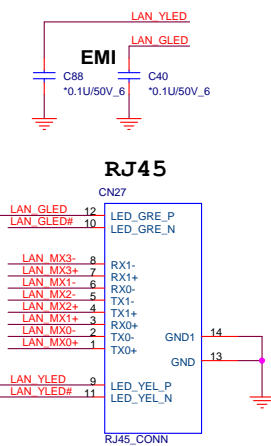 LAN_YLED
LAN_GLED
EMI
C88
*0.1U/50V_6
C40
*0.1U/50V_6
RJ45
CN27
LAN_GLED 12 LED_GRE_P
LAN_GLED# 10 LED_GRE_N
LAN_MX3- 8 RX1-
LAN_MX3+ 7 RX1+
LAN_MX1- 6 RX0-
LAN_MX2- 5 TX1-
LAN_MX2+ 4 TX1+
LAN_MX1+ 3 RX0+
LAN_MX0- 2 TX0-
LAN_MX0+ 1 TX0+
GND1 14
GND 13
LAN_YLED 9 LED_YEL_P
LAN_YLED# 11 LED_YEL_N
RJ45_CONN